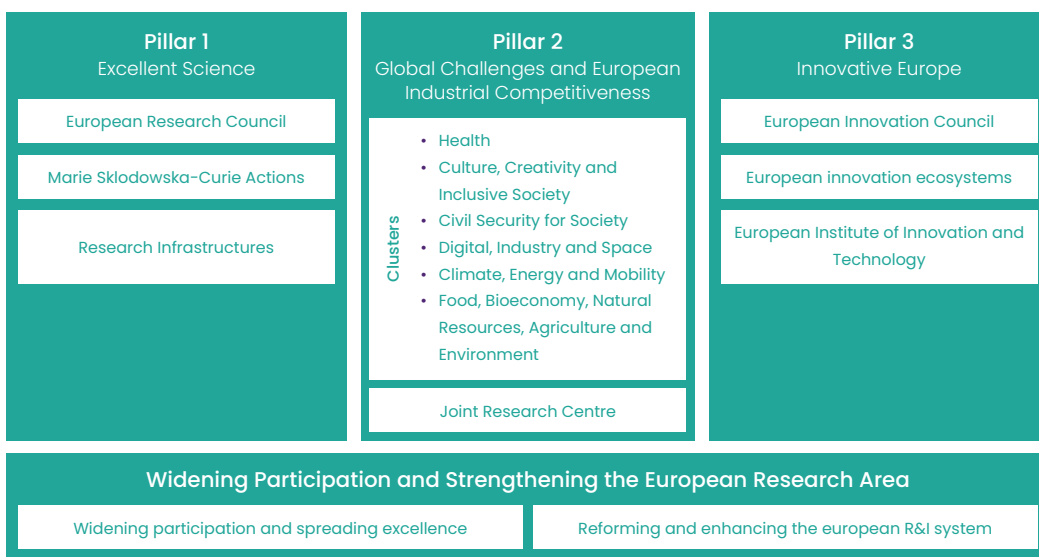 Pillar 1
Excellent Science
European Research Council
Marie Sklodowska-Curie Actions
Research Infrastructures
Pillar 2
Global Challenges and European
Industrial Competitiveness
Clusters
• Health
• Culture, Creativity and
Inclusive Society
• Civil Security for Society
• Digital, Industry and Space
• Climate, Energy and Mobility
• Food, Bioeconomy, Natural
Resources, Agriculture and
Environment
Joint Research Centre
Pillar 3
Innovative Europe
European Innovation Council
European innovation ecosystems
European Institute of Innovation and
Technology
Widening Participation and Strengthening the European Research Area
Widening participation and spreading excellence
Reforming and enhancing the european R&I system